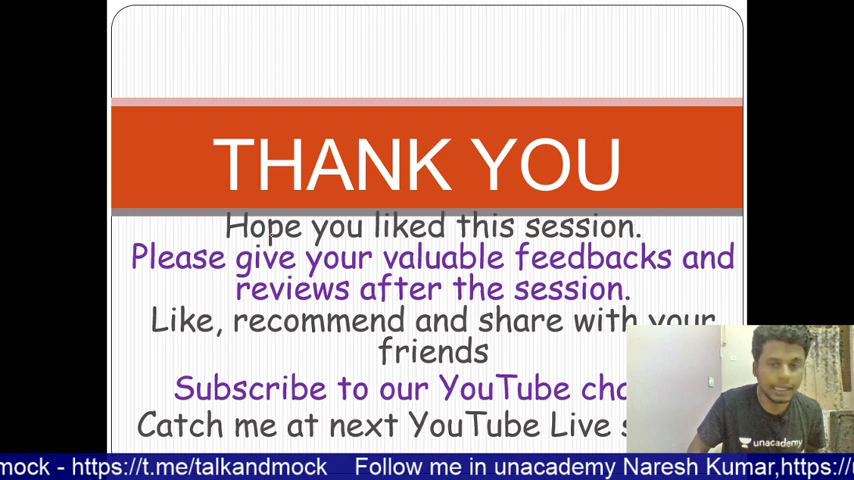 THANK YOU
Hope you liked this session.
Please give your valuable feedbacks and
reviews after the session.
Like, recommend and share with your
friends
Subscribe to our YouTube
Catch me at next YouTube Live
unacademy
mock - https://t.me/talkandmock Follow me in unacademy Naresh Kumar,https://